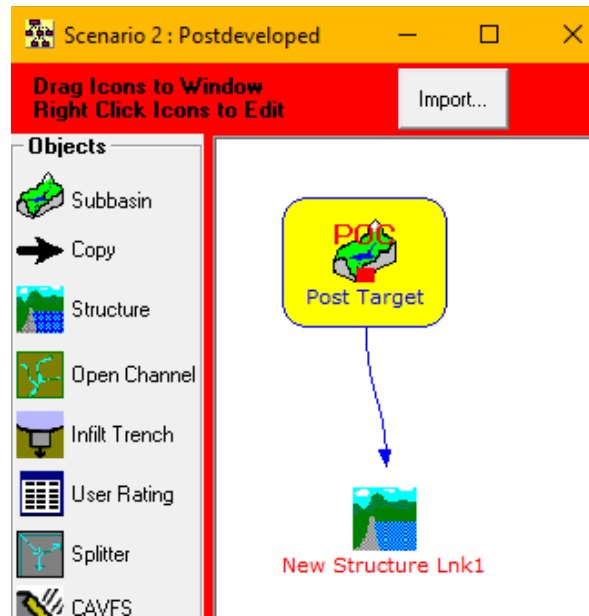 Scenario 2 : Postdeveloped
Drag Icons to Window
Right Click Icons to Edit
Import...
Objects
Subbasin
Copy
Structure
Open Channel
Infilt Trench
User Rating
Splitter
CAVFS
POC
Post Target
New Structure Lnk1